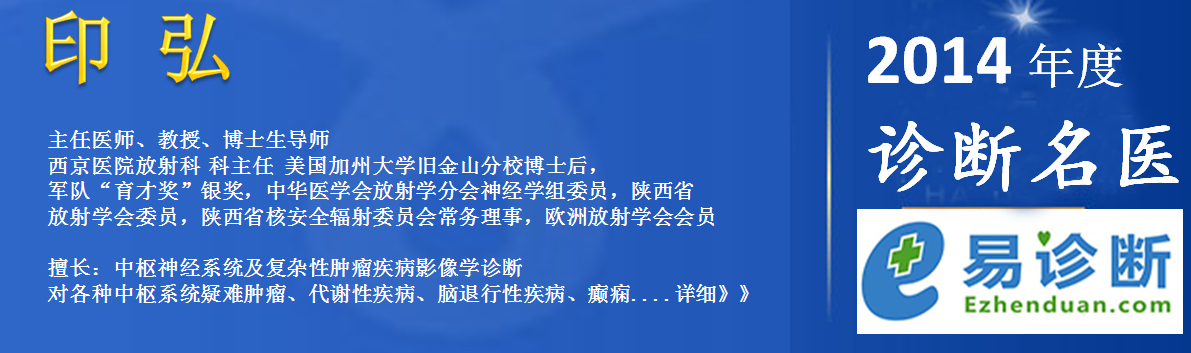 印 弘
主任医师、教授、博士生导师
西京医院放射科 科主任 美国加州大学旧金山分校博士后，
军队“育才奖”银奖，中华医学会放射学分会神经学组委员，陕西省
放射学会委员，陕西省核安全辐射委员会常务理事，欧洲放射学会会员
擅长：中枢神经系统及复杂性肿瘤疾病影像学诊断
对各种中枢系统疑难肿瘤、代谢性疾病、脑退行性疾病、癫痫....详细》》
2014 年度
诊断名医
易诊断
Ezhenduan.com